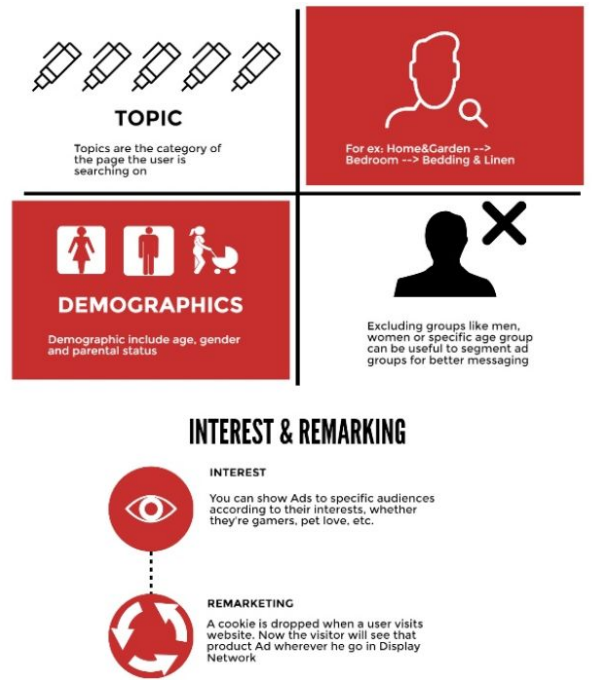 TOPIC
Topics are the category of
the page the user is
searching on
For ex: Home&Garden -->
Bedroom --> Bedding & Linen
DEMOGRAPHICS
Demographic include age, gender
and parental status
Excluding groups like men,
women or specific age group
can be useful to segment ad
groups for better messaging
INTEREST & REMARKING
INTEREST
You can show Ads to specific audiences
according to their interests, whether
they're gamers, pet love, etc.
REMARKETING
A cookie is dropped when a user visits
website. Now the visitor will see that
product Ad wherever he go in Display
Network